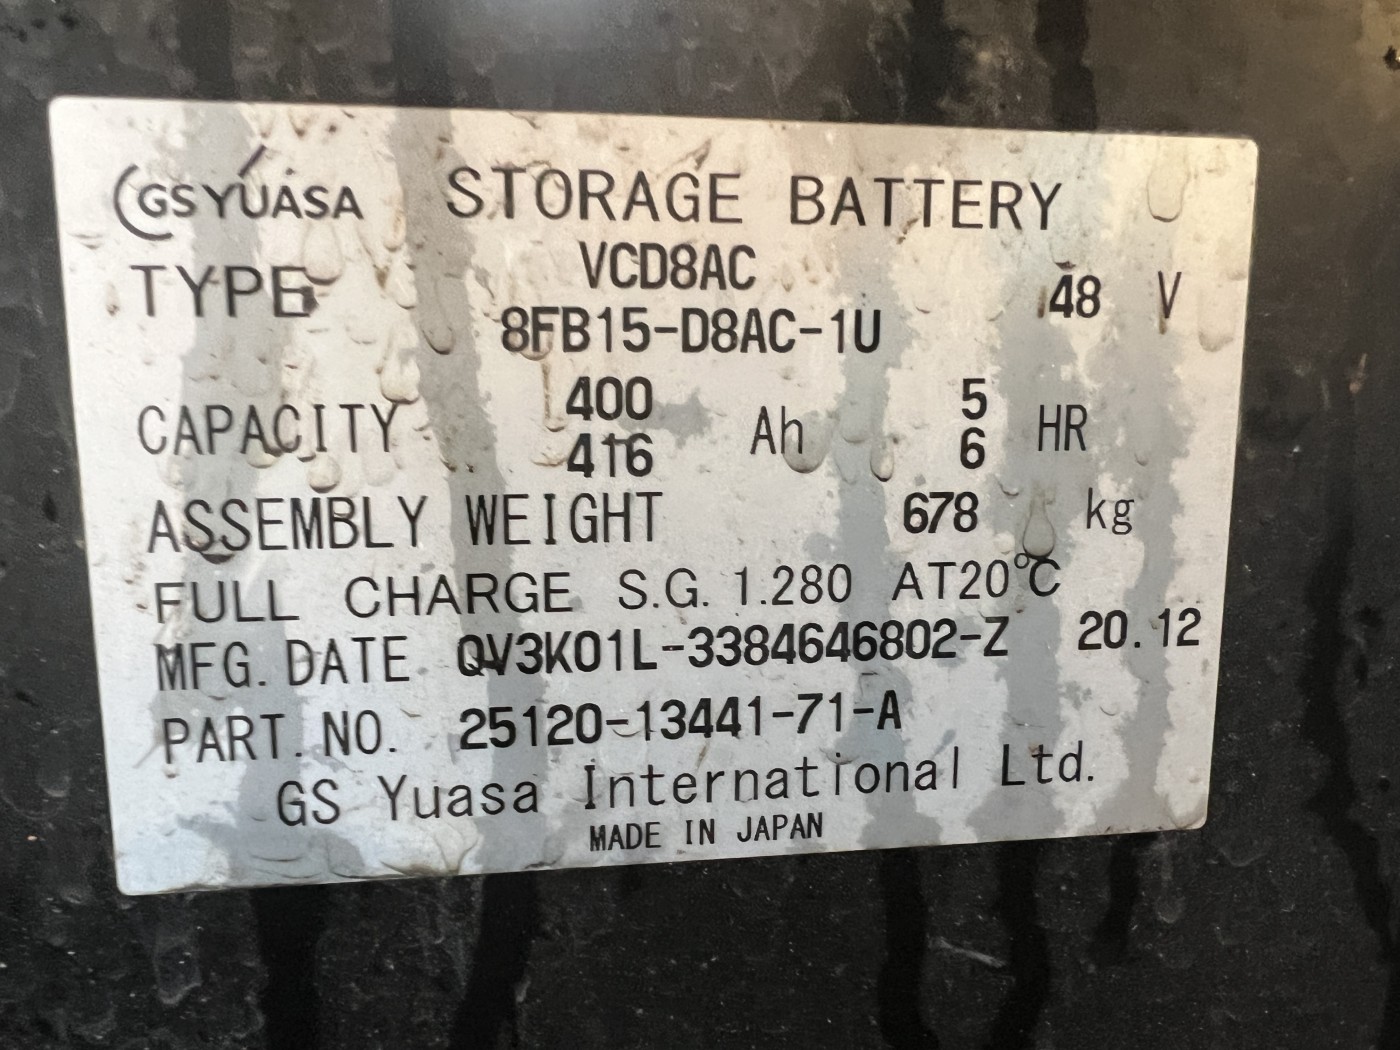 GS YUASA STORAGE BATTERY
TYPE VCD8AC 48 V
8FB15-D8AC-1U
CAPACITY 400 Ah 5 HR
416 6
ASSEMBLY WEIGHT 678 kg
FULL CHARGE S.G. 1.280 AT20℃
MFG. DATE QV3K01L-3384646802-Z 20.12
PART. NO. 25120-13441-71-A
GS Yuasa International Ltd.
MADE IN JAPAN